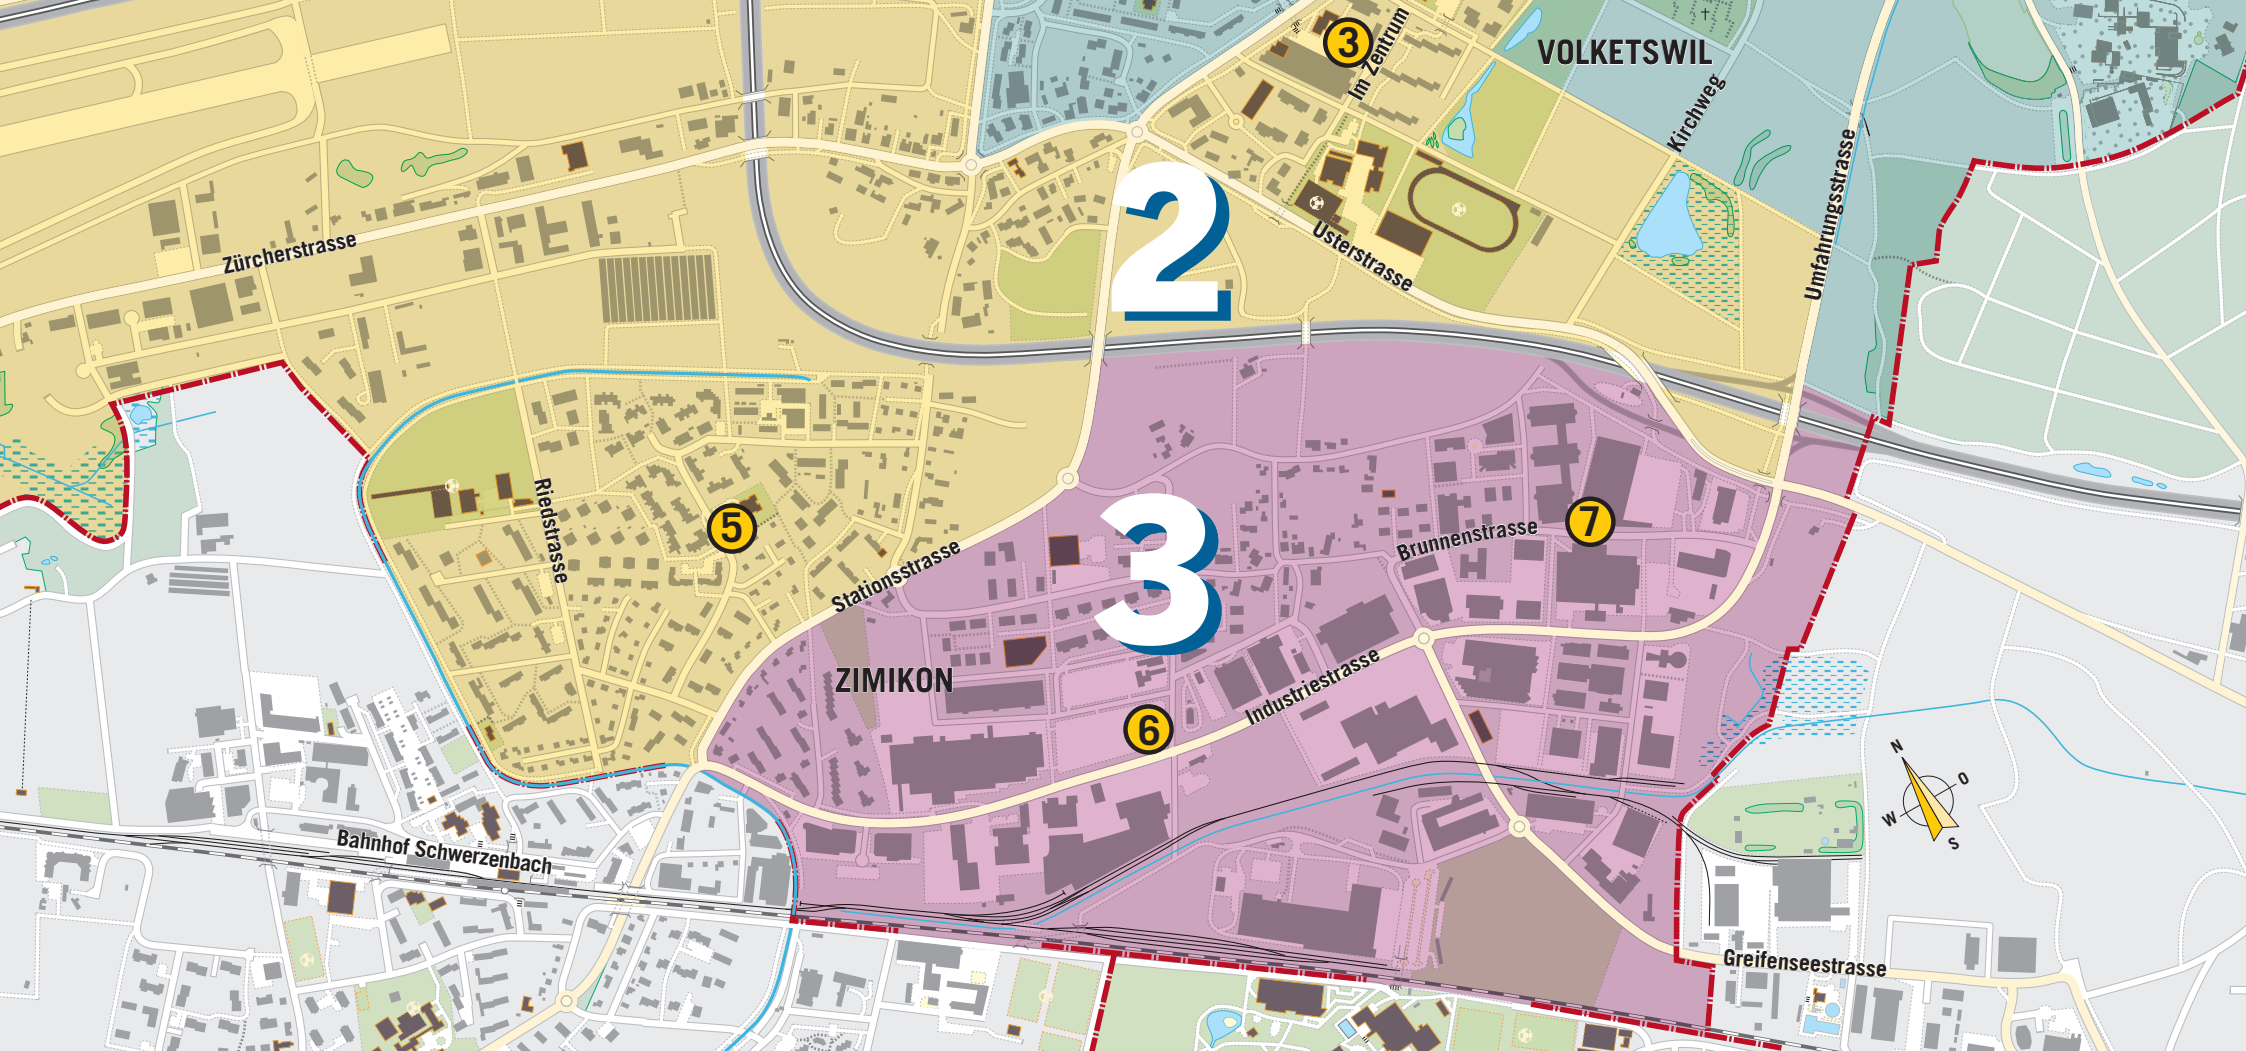 3
Im Zentrum
VOLKETSWIL
Kirchweg
Umfahrungsstrasse
2
Usterstrasse
Zürcherstrasse
Riedstrasse
5
Stationsstrasse
3
Brunnenstrasse
7
ZIMIKON
6
Industriestrasse
N
O
W
S
Bahnhof Schwerzenbach
Greifenseestrasse